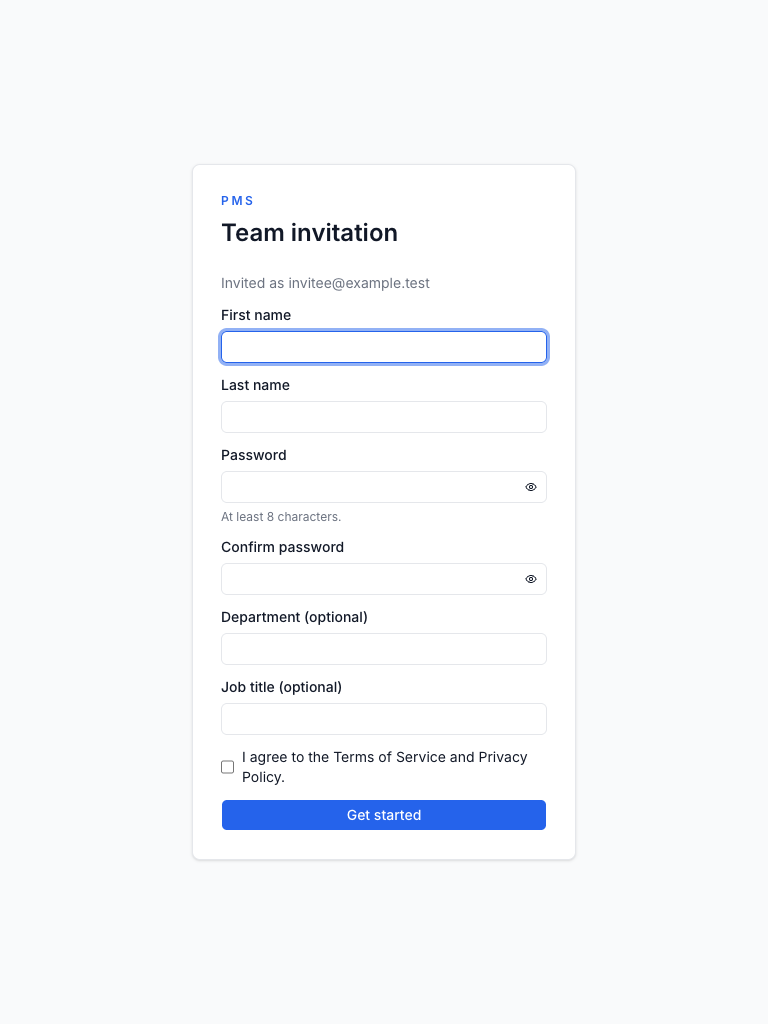 PMS
Team invitation
Invited as invitee@example.test
First name
Last name
Password
At least 8 characters.
Confirm password
Department (optional)
Job title (optional)
I agree to the Terms of Service and Privacy
Policy.
Get started